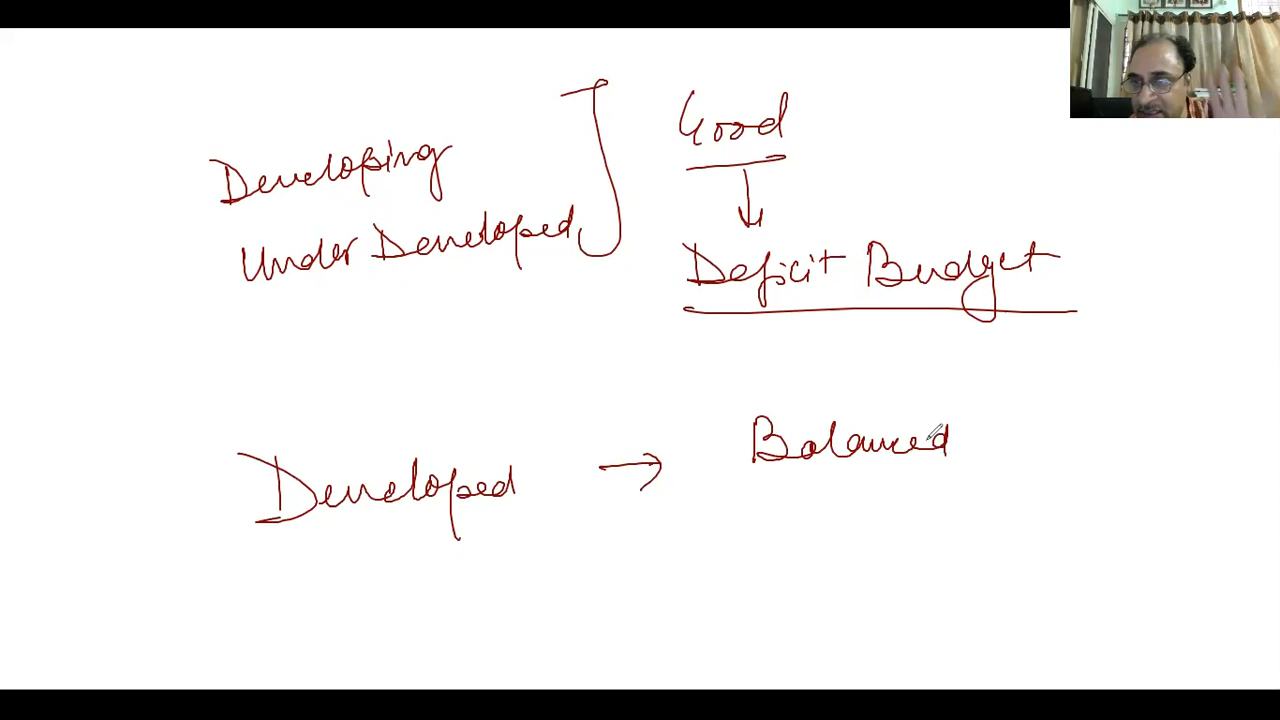 Developing
Under Developed
Good
Deficit Budget
Developed → Balanced